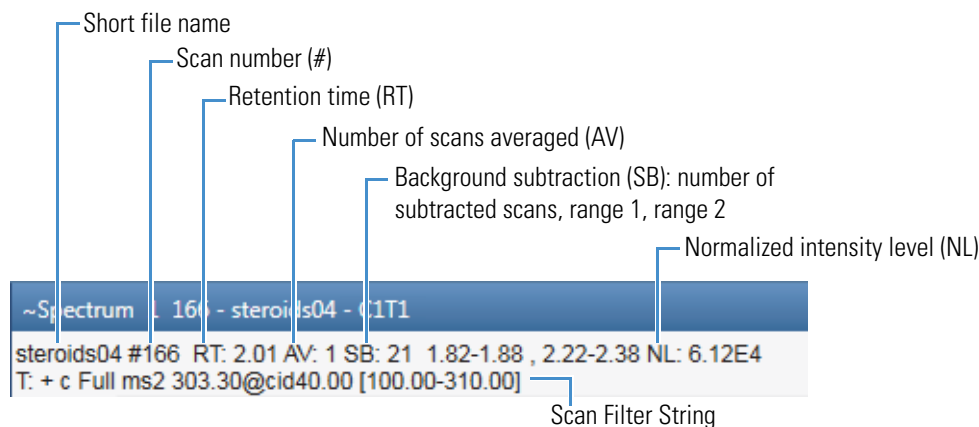 Short file name
Scan number (#)
Retention time (RT)
Number of scans averaged (AV)
Background subtraction (SB): number of
subtracted scans, range 1, range 2
Normalized intensity level (NL)
~Spectrum 1 166 - steroids04 - C1T1
steroids04 #166 RT: 2.01 AV: 1 SB: 21 1.82-1.88 , 2.22-2.38 NL: 6.12E4
T: + c Full ms2 303.30@cid40.00 [100.00-310.00]
Scan Filter String